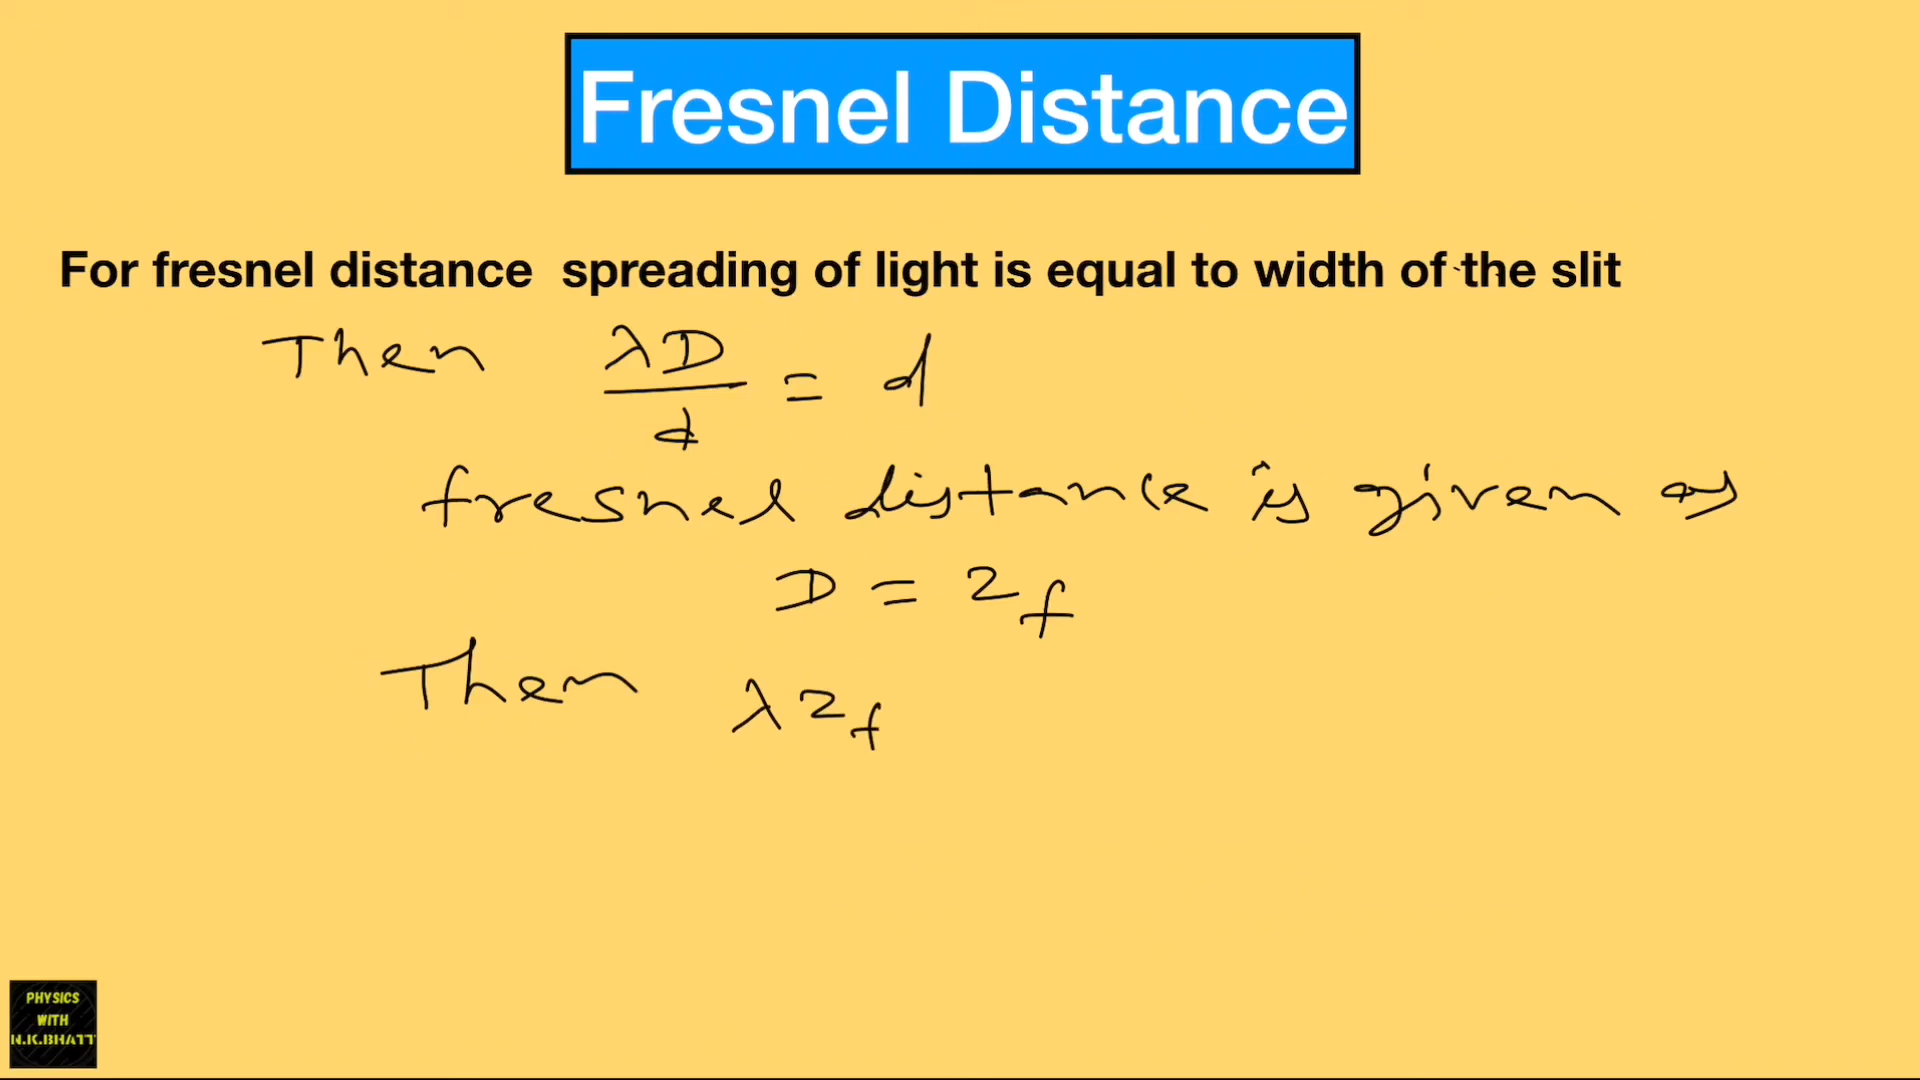 Fresnel Distance
For fresnel distance spreading of light is equal to width of the slit
Then λD/d = d
fresnel distance is given as
D = Z_f
Then λZ_f
PHYSICS
WITH
N.K.BHATT